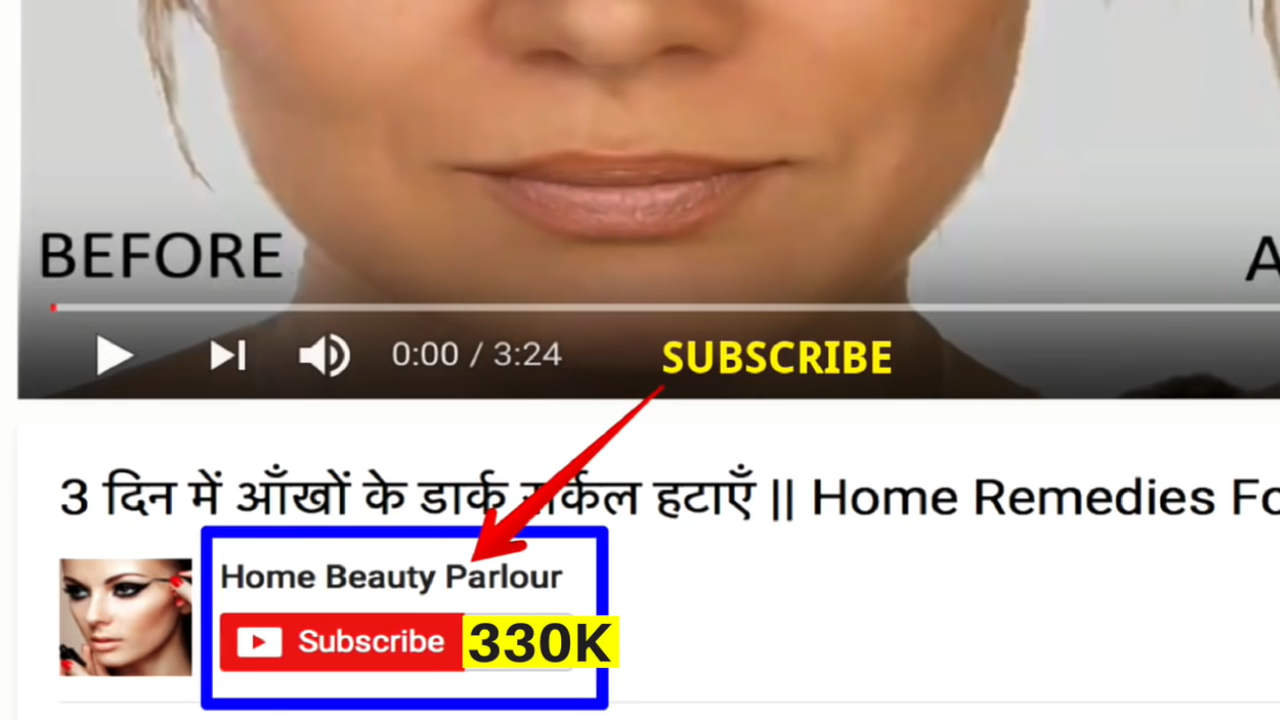 BEFORE
A
0:00 / 3:24
SUBSCRIBE
3 दिन में आँखों के डार्क सर्कल हटाएँ || Home Remedies Fo
Home Beauty Parlour
Subscribe 330K